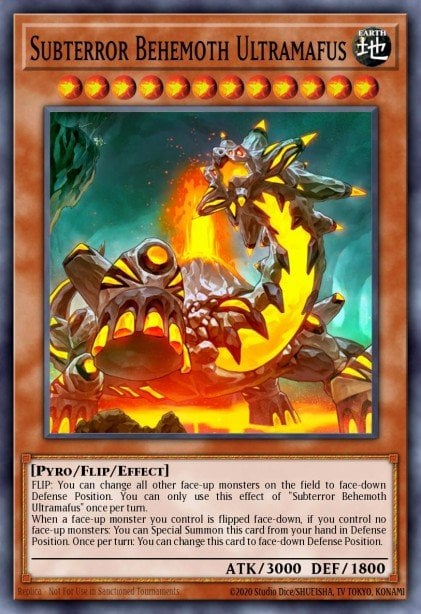 Subterror Behemoth Ultramafus
EARTH
地
[Pyro/Flip/Effect]
FLIP: You can change all other face-up monsters on the field to face-down
Defense Position. You can only use this effect of "Subterror Behemoth
Ultramafus" once per turn.
When a face-up monster you control is flipped face-down, if you control no
face-up monsters: You can Special Summon this card from your hand in Defense
Position. Once per turn: You can change this card to face-down Defense Position.
ATK/3000 DEF/1800
Replica - Not For Use in Sanctioned Tournaments
©2020 Studio Dice/SHUEISHA, TV TOKYO, KONAMI